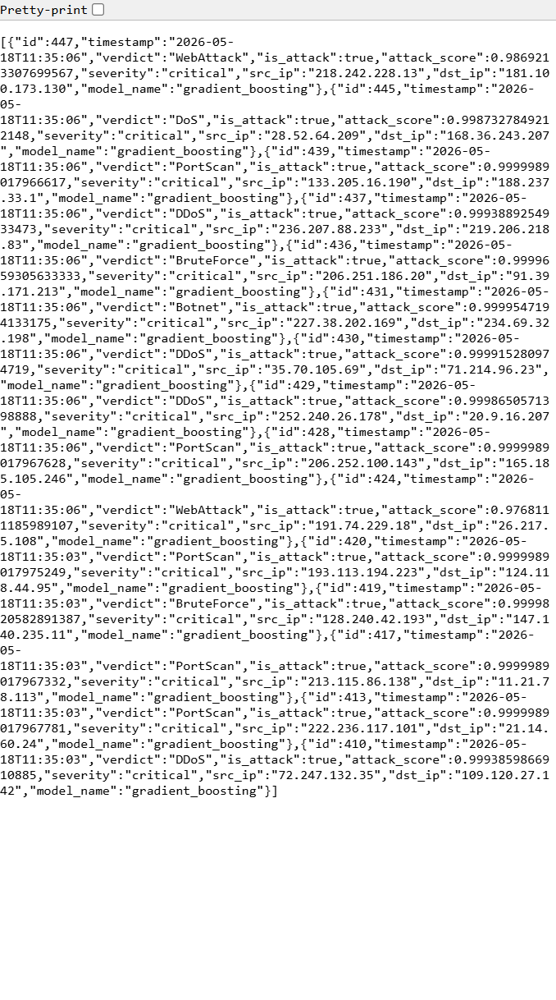 Pretty-print
[{"id":447,"timestamp":"2026-05-
18T11:35:06","verdict":"WebAttack","is_attack":true,"attack_score":0.986921
3307699567,"severity":"critical","src_ip":"218.242.228.13","dst_ip":"181.10
0.173.130","model_name":"gradient_boosting"},{"id":445,"timestamp":"2026-
05-
18T11:35:06","verdict":"DoS","is_attack":true,"attack_score":0.998732784921
2148,"severity":"critical","src_ip":"28.52.64.209","dst_ip":"168.36.243.207
","model_name":"gradient_boosting"},{"id":439,"timestamp":"2026-05-
18T11:35:06","verdict":"PortScan","is_attack":true,"attack_score":0.9999989
017966617,"severity":"critical","src_ip":"133.205.16.190","dst_ip":"188.237
.33.1","model_name":"gradient_boosting"},{"id":437,"timestamp":"2026-05-
18T11:35:06","verdict":"DDoS","is_attack":true,"attack_score":0.99938892549
33473,"severity":"critical","src_ip":"236.207.88.233","dst_ip":"219.206.218
.83","model_name":"gradient_boosting"},{"id":436,"timestamp":"2026-05-
18T11:35:06","verdict":"BruteForce","is_attack":true,"attack_score":0.99996
59305633333,"severity":"critical","src_ip":"206.251.186.20","dst_ip":"91.39
.171.213","model_name":"gradient_boosting"},{"id":431,"timestamp":"2026-05-
18T11:35:06","verdict":"Botnet","is_attack":true,"attack_score":0.999954719
4133175,"severity":"critical","src_ip":"227.38.202.169","dst_ip":"234.69.32
.198","model_name":"gradient_boosting"},{"id":430,"timestamp":"2026-05-
18T11:35:06","verdict":"DDoS","is_attack":true,"attack_score":0.99991528097
4719,"severity":"critical","src_ip":"35.70.105.69","dst_ip":"71.214.96.23",
"model_name":"gradient_boosting"},{"id":429,"timestamp":"2026-05-
18T11:35:06","verdict":"DDoS","is_attack":true,"attack_score":0.99986505713
98888,"severity":"critical","src_ip":"252.240.26.178","dst_ip":"20.9.16.207
","model_name":"gradient_boosting"},{"id":428,"timestamp":"2026-05-
18T11:35:06","verdict":"PortScan","is_attack":true,"attack_score":0.9999989
017967628,"severity":"critical","src_ip":"206.252.100.143","dst_ip":"165.18
5.105.246","model_name":"gradient_boosting"},{"id":424,"timestamp":"2026-
05-
18T11:35:06","verdict":"WebAttack","is_attack":true,"attack_score":0.976811
1185989107,"severity":"critical","src_ip":"191.74.229.18","dst_ip":"26.217.
5.108","model_name":"gradient_boosting"},{"id":420,"timestamp":"2026-05-
18T11:35:03","verdict":"PortScan","is_attack":true,"attack_score":0.9999989
017975249,"severity":"critical","src_ip":"193.113.194.223","dst_ip":"124.11
8.44.95","model_name":"gradient_boosting"},{"id":419,"timestamp":"2026-05-
18T11:35:03","verdict":"BruteForce","is_attack":true,"attack_score":0.99998
20582891387,"severity":"critical","src_ip":"128.240.42.193","dst_ip":"147.1
40.235.11","model_name":"gradient_boosting"},{"id":417,"timestamp":"2026-
05-
18T11:35:03","verdict":"PortScan","is_attack":true,"attack_score":0.9999989
017967332,"severity":"critical","src_ip":"213.115.86.138","dst_ip":"11.21.7
8.113","model_name":"gradient_boosting"},{"id":413,"timestamp":"2026-05-
18T11:35:03","verdict":"PortScan","is_attack":true,"attack_score":0.9999989
017967781,"severity":"critical","src_ip":"222.236.117.101","dst_ip":"21.14.
60.24","model_name":"gradient_boosting"},{"id":410,"timestamp":"2026-05-
18T11:35:03","verdict":"DDoS","is_attack":true,"attack_score":0.99938598669
10885,"severity":"critical","src_ip":"72.247.132.35","dst_ip":"109.120.27.1
42","model_name":"gradient_boosting"}]